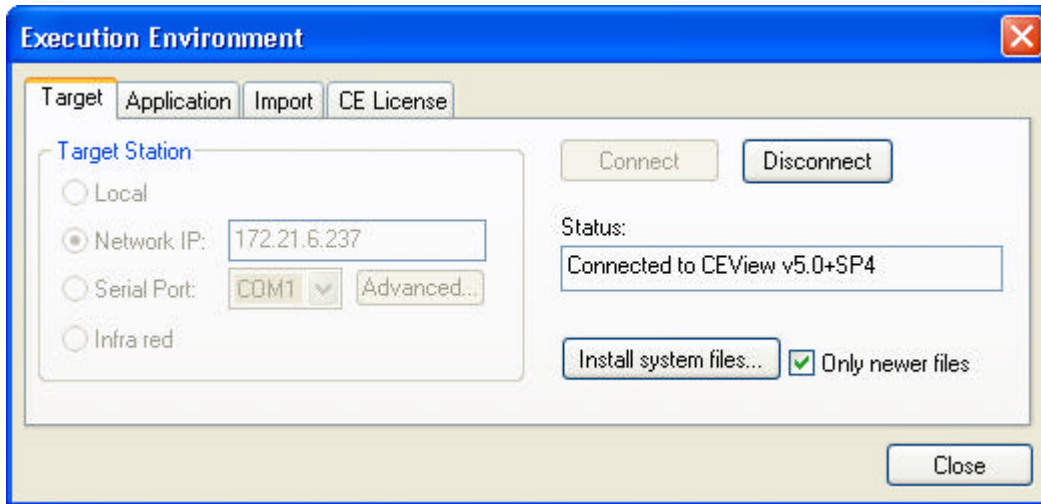 Execution Environment
Target Application Import CE License
Target Station
Local
Network IP: 172.21.6.237
Serial Port: COM1 Advanced...
Infra red
Connect Disconnect
Status:
Connected to CEView v5.0+SP4
Install system files... Only newer files
Close